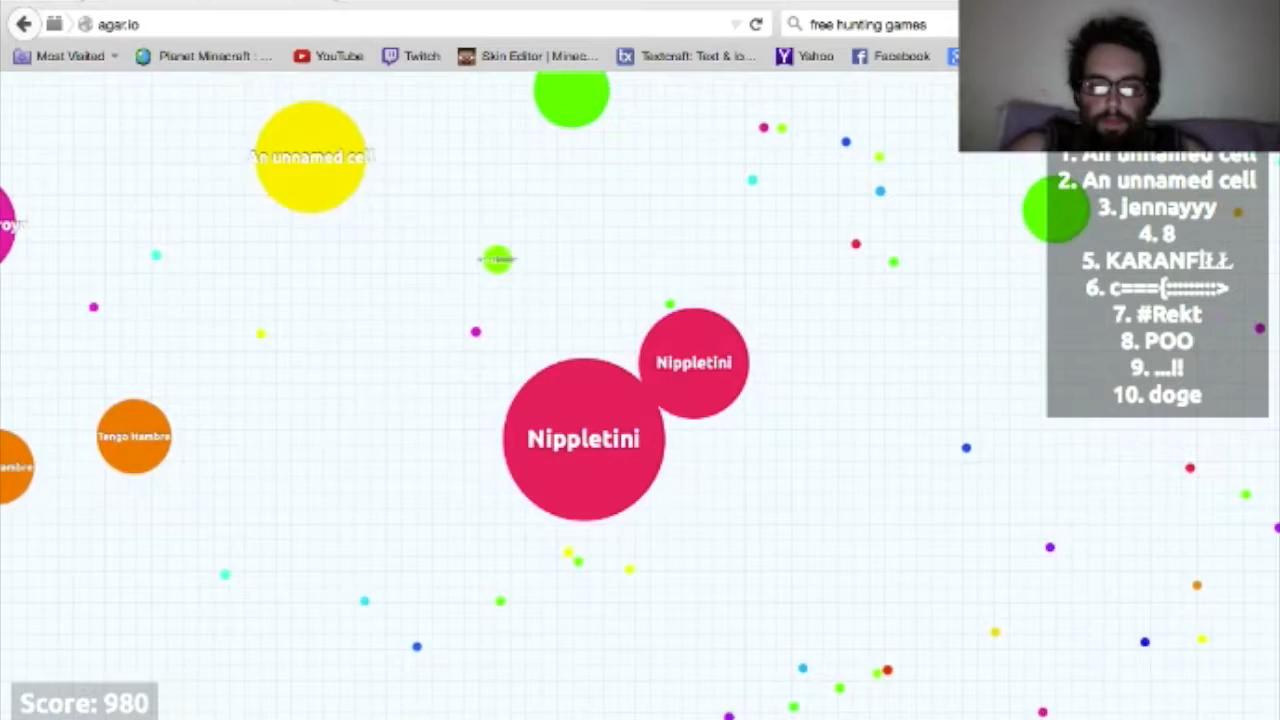 agar.io
free hunting games
Most Visited
Planet Minecraft : ...
YouTube
Twitch
Skin Editor | Minec...
Textcraft: Text & lo...
Yahoo
Facebook
An unnamed cell
1. An unnamed cell
2. An unnamed cell
3. jennayyy
4. 8
5. KARANFİŁŁ
6. c==={:::::::::>
7. #Rekt
8. POO
9. ...!!
10. doge
Nippletini
Nippletini
Tengo Hambre
ambre
Score: 980